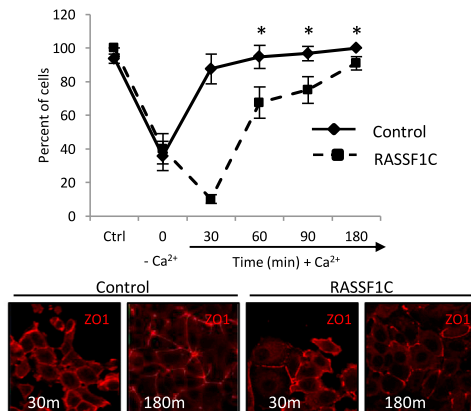 Percent of cells
120
100
80
60
40
20
0
* * *
Control
RASSF1C
Ctrl 0 30 60 90 180
- Ca²⁺ Time (min) + Ca²⁺
Control RASSF1C
ZO1 ZO1 ZO1 ZO1
30m 180m 30m 180m